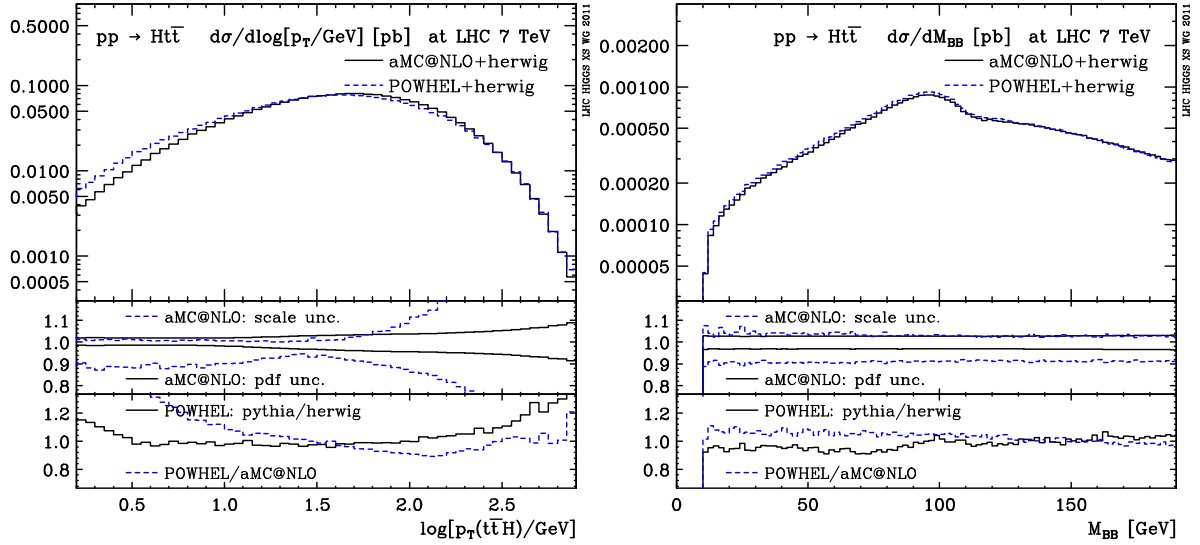 pp → Htt̅ dσ/dlog[p_T/GeV] [pb] at LHC 7 TeV
aMC@NLO+herwig
POWHEL+herwig
LHC HIGGS XS WG 2011
0.5000
0.1000
0.0500
0.0100
0.0050
0.0010
0.0005
aMC@NLO: scale unc.
aMC@NLO: pdf unc.
1.1
1.0
0.9
0.8
POWHEL: pythia/herwig
POWHEL/aMC@NLO
1.2
1.0
0.8
0.5 1.0 1.5 2.0 2.5
log[p_T(tt̅H)/GeV]
pp → Htt̅ dσ/dM_BB [pb] at LHC 7 TeV
aMC@NLO+herwig
POWHEL+herwig
LHC HIGGS XS WG 2011
0.00200
0.00100
0.00050
0.00020
0.00010
0.00005
aMC@NLO: scale unc.
aMC@NLO: pdf unc.
1.1
1.0
0.9
0.8
POWHEL: pythia/herwig
POWHEL/aMC@NLO
1.2
1.0
0.8
0 50 100 150
M_BB [GeV]